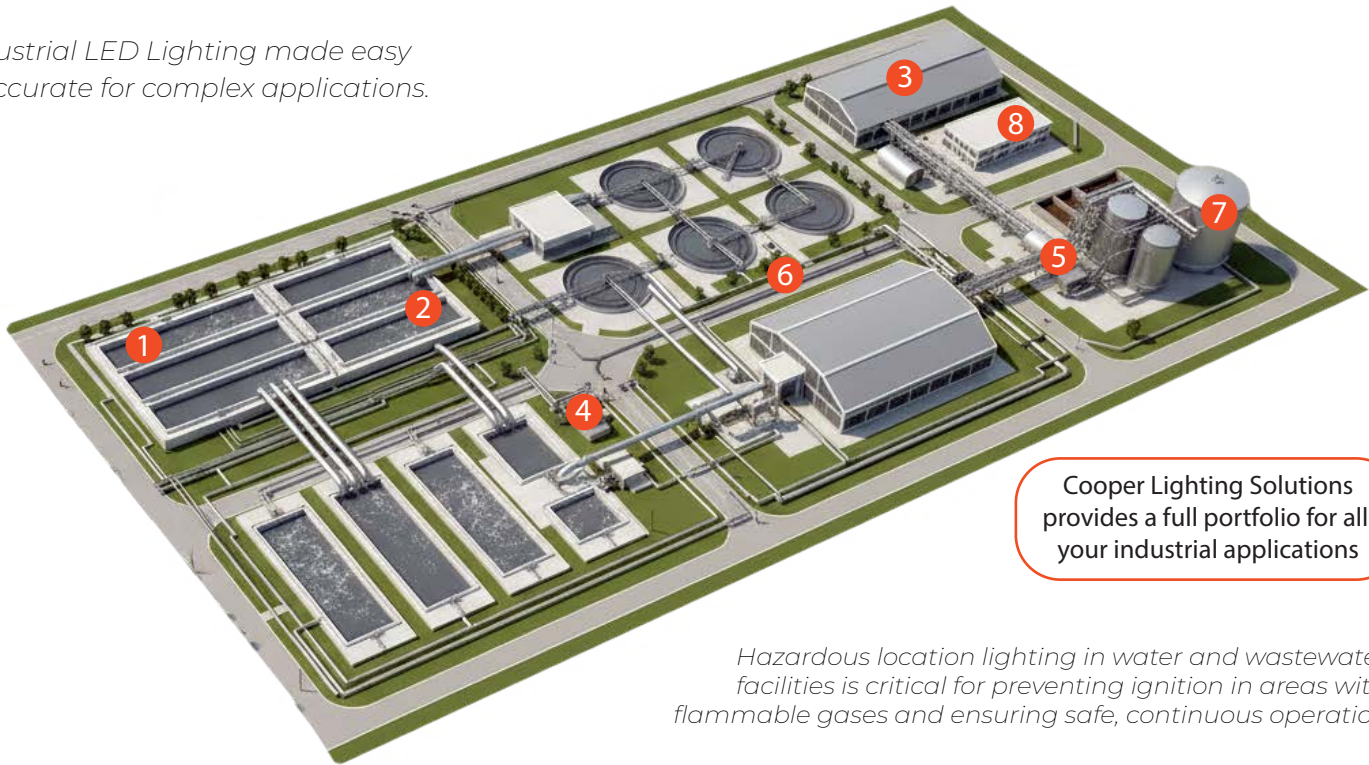 ustrial LED Lighting made easy
ccurate for complex applications.
3
8
7
5
6
2
1
4
Cooper Lighting Solutions
provides a full portfolio for all
your industrial applications
Hazardous location lighting in water and wastewate
facilities is critical for preventing ignition in areas wit
flammable gases and ensuring safe, continuous operatio